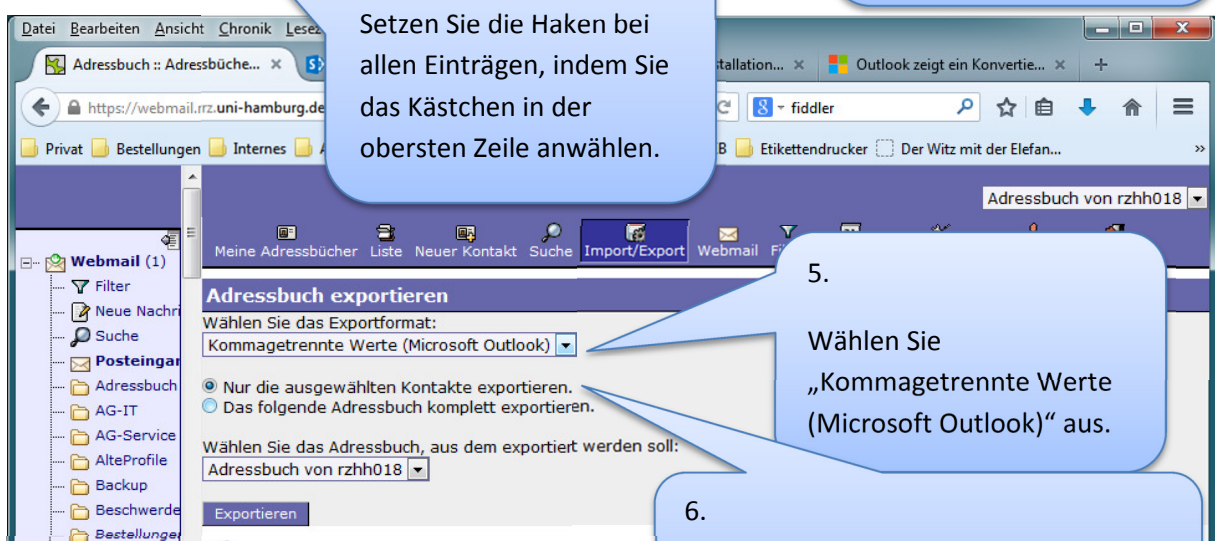 Setzen Sie die Haken bei
allen Einträgen, indem Sie
das Kästchen in der
obersten Zeile anwählen.
Datei Bearbeiten Ansicht Chronik Lesez
Adressbuch :: Adressbüche... × S stallation... × Outlook zeigt ein Konvertie... × +
https://webmail.rrz.uni-hamburg.de 8 fiddler
Privat Bestellungen Internes B Etikettendrucker Der Witz mit der Elefan... »
Adressbuch von rzhh018
Meine Adressbücher Liste Neuer Kontakt Suche Import/Export Webmail
Webmail (1)
Filter
Neue Nachri
Suche
Posteingan
Adressbuch
AG-IT
AG-Service
AlteProfile
Backup
Beschwerde
Bestellungen
Adressbuch exportieren
Wählen Sie das Exportformat:
Kommagetrennte Werte (Microsoft Outlook)
Nur die ausgewählten Kontakte exportieren.
Das folgende Adressbuch komplett exportieren.
Wählen Sie das Adressbuch, aus dem exportiert werden soll:
Adressbuch von rzhh018
Exportieren
5.
Wählen Sie
„Kommagetrennte Werte
(Microsoft Outlook)“ aus.
6.